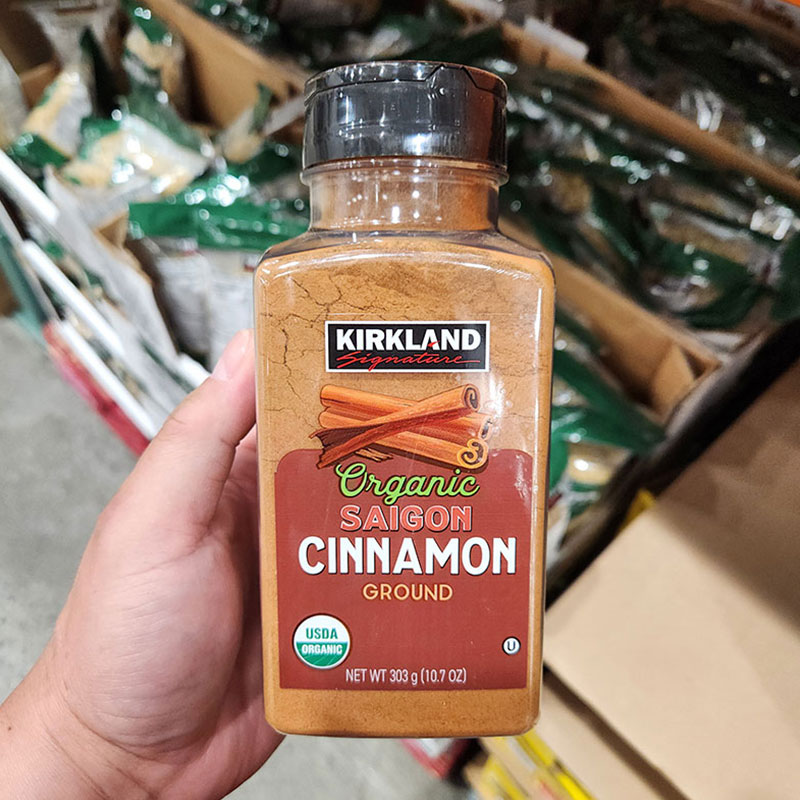 KIRKLAND
Signature
Organic
SAIGON
CINNAMON
GROUND
USDA
ORGANIC
U
NET WT 303 g (10.7 OZ)